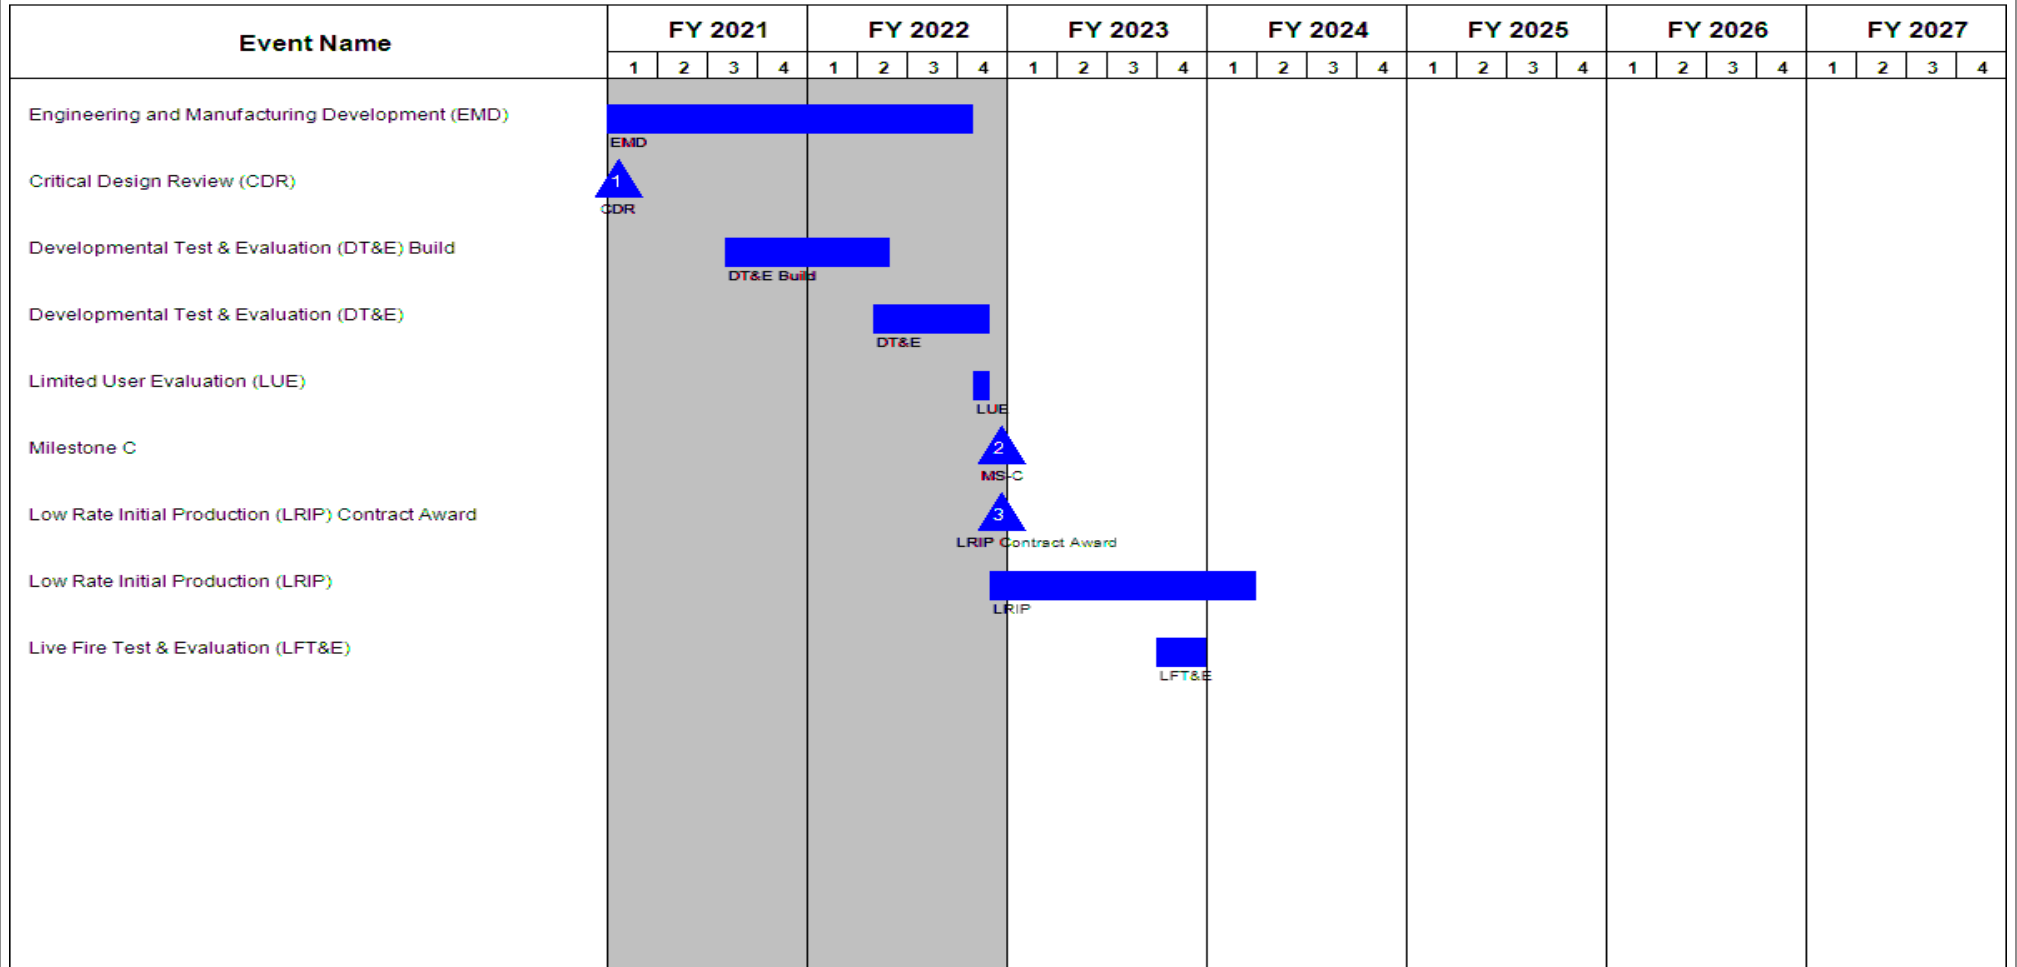 Event Name
FY 2021 FY 2022 FY 2023 FY 2024 FY 2025 FY 2026 FY 2027
1 2 3 4 1 2 3 4 1 2 3 4 1 2 3 4 1 2 3 4 1 2 3 4 1 2 3 4
Engineering and Manufacturing Development (EMD)
EMD
Critical Design Review (CDR)
1
CDR
Developmental Test & Evaluation (DT&E) Build
DT&E Build
Developmental Test & Evaluation (DT&E)
DT&E
Limited User Evaluation (LUE)
LUE
Milestone C
2
MS-C
Low Rate Initial Production (LRIP) Contract Award
3
LRIP Contract Award
Low Rate Initial Production (LRIP)
LRIP
Live Fire Test & Evaluation (LFT&E)
LFT&E